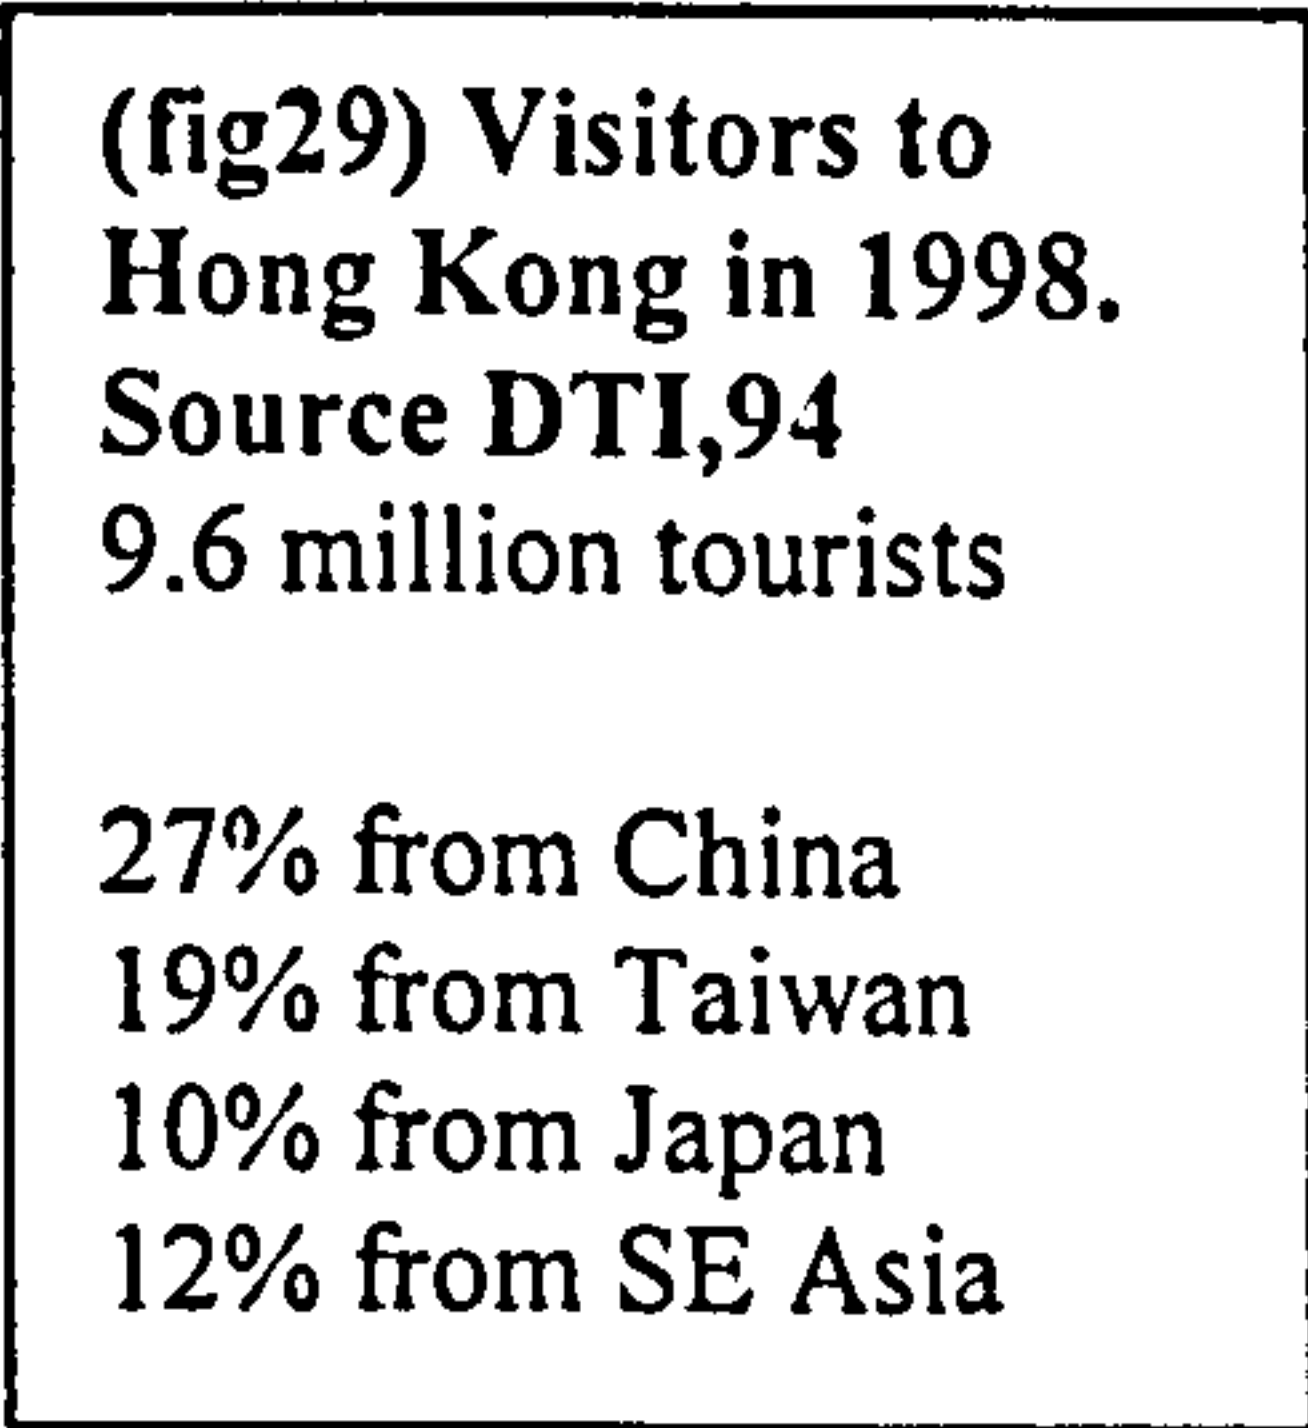 (fig29) Visitors to
Hong Kong in 1998.
Source DTI,94
9.6 million tourists
27% from China
19% from Taiwan
10% from Japan
12% from SE Asia